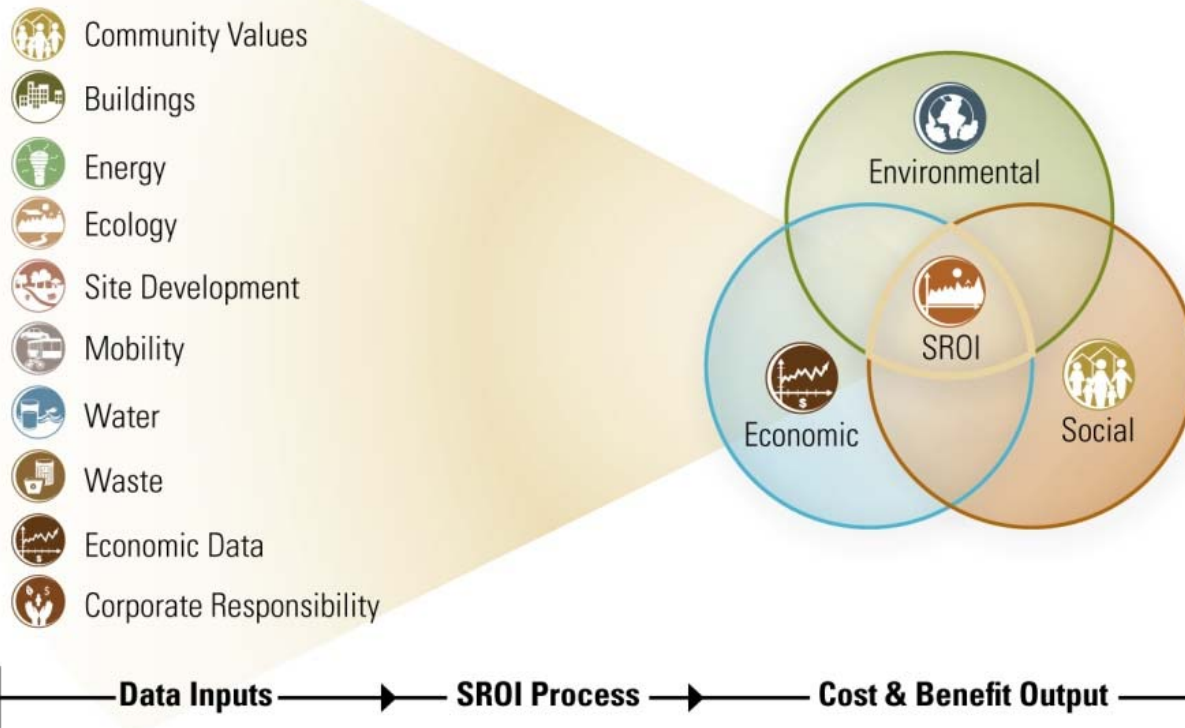 Community Values
Buildings
Energy
Ecology
Site Development
Mobility
Water
Waste
Economic Data
Corporate Responsibility
Environmental
SROI
Economic
$
Social
Data Inputs
SROI Process
Cost & Benefit Output